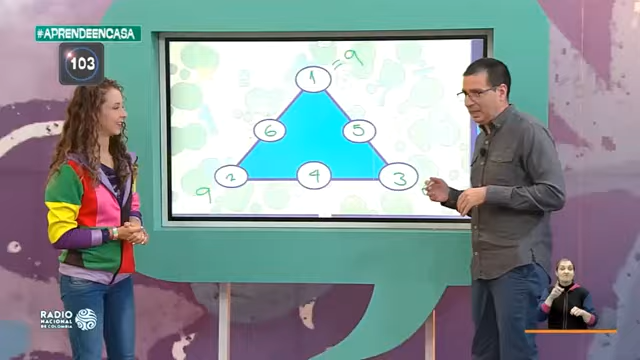 #APRENDEENCASA
103
1 = 9
6 5
9 2 4 3
RADIO
NACIONAL
DE COLOMBIA